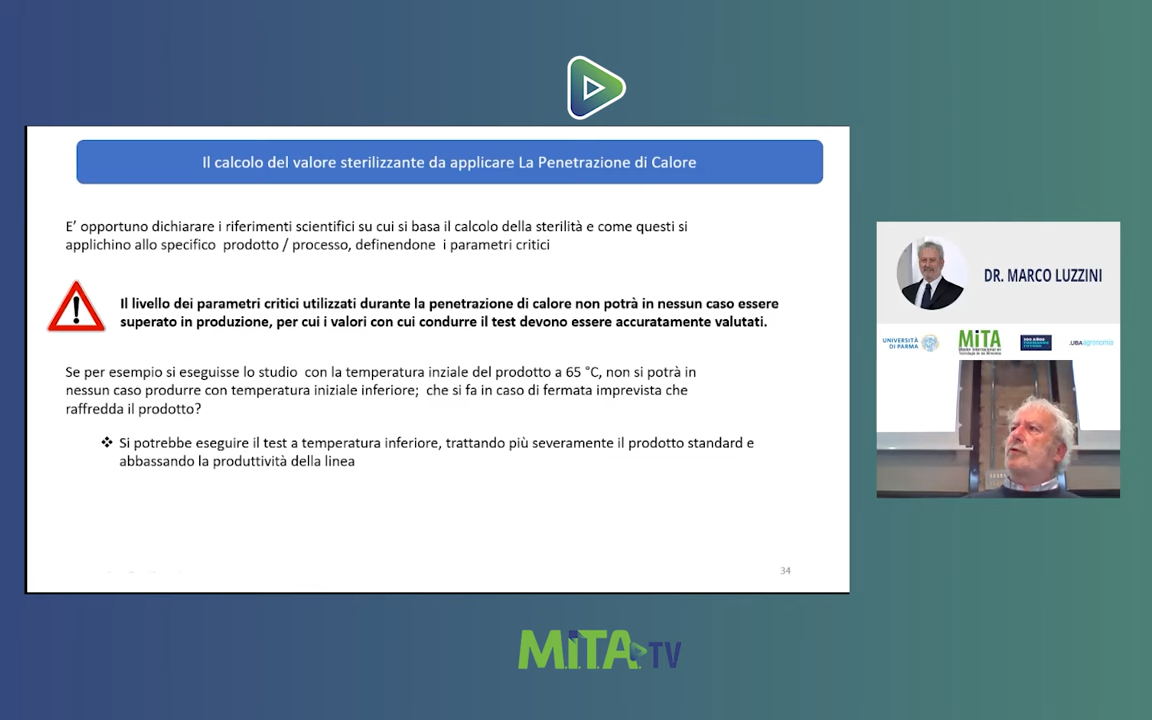 Il calcolo del valore sterilizzante da applicare La Penetrazione di Calore
E' opportuno dichiarare i riferimenti scientifici su cui si basa il calcolo della sterilità e come questi si
applichino allo specifico prodotto / processo, definendone i parametri critici
Il livello dei parametri critici utilizzati durante la penetrazione di calore non potrà in nessun caso essere
superato in produzione, per cui i valori con cui condurre il test devono essere accuratamente valutati.
Se per esempio si eseguisse lo studio con la temperatura inziale del prodotto a 65 °C, non si potrà in
nessun caso produrre con temperatura iniziale inferiore; che si fa in caso di fermata imprevista che
raffredda il prodotto?
❖ Si potrebbe eseguire il test a temperatura inferiore, trattando più severamente il prodotto standard e
abbassando la produttività della linea
34
DR. MARCO LUZZINI
UNIVERSITÀ
DI PARMA
MiTA
.UBAagronomia
M.I.T.A. TV